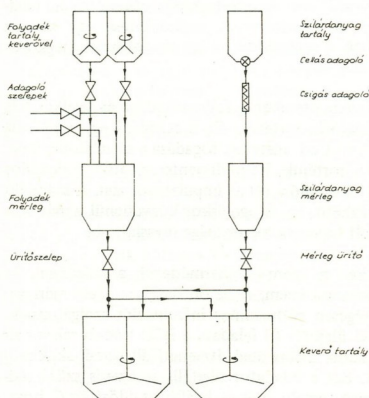 Folyadék
tartály
keverővel
Adagoló
szelepek
Folyadék
mérleg
Ürítőszelep
Szilárdanyag
tartály
Cellás adagoló
Csigás adagoló
Szilárdanyag
mérleg
Mérleg ürítő
Keverő tartály